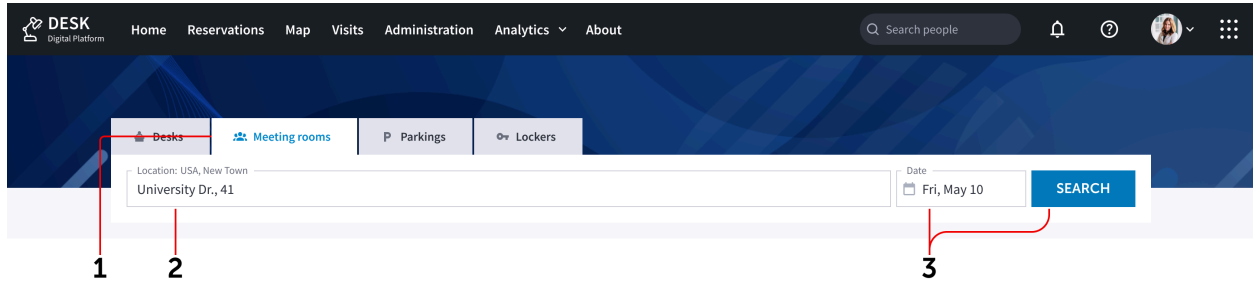 DESK
Digital Platform
Home Reservations Map Visits Administration Analytics About
Search people
Desks Meeting rooms P Parkings Lockers
Location: USA, New Town
University Dr., 41
Date
Fri, May 10
SEARCH
1 2 3